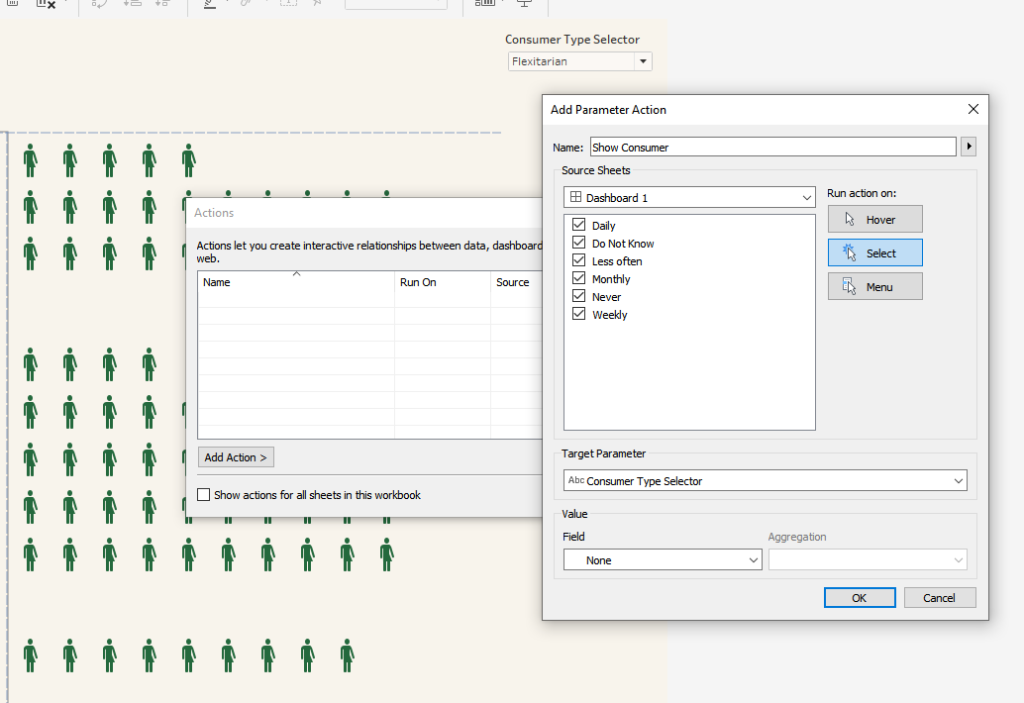 Consumer Type Selector
Flexitarian
Add Parameter Action
Name: Show Consumer
Source Sheets
Dashboard 1
Run action on:
Daily
Do Not Know
Less often
Monthly
Never
Weekly
Hover
Select
Menu
Actions
Actions let you create interactive relationships between data, dashboard
web.
Name Run On Source
Add Action >
Show actions for all sheets in this workbook
Target Parameter
Abc Consumer Type Selector
Value
Field Aggregation
None
OK Cancel